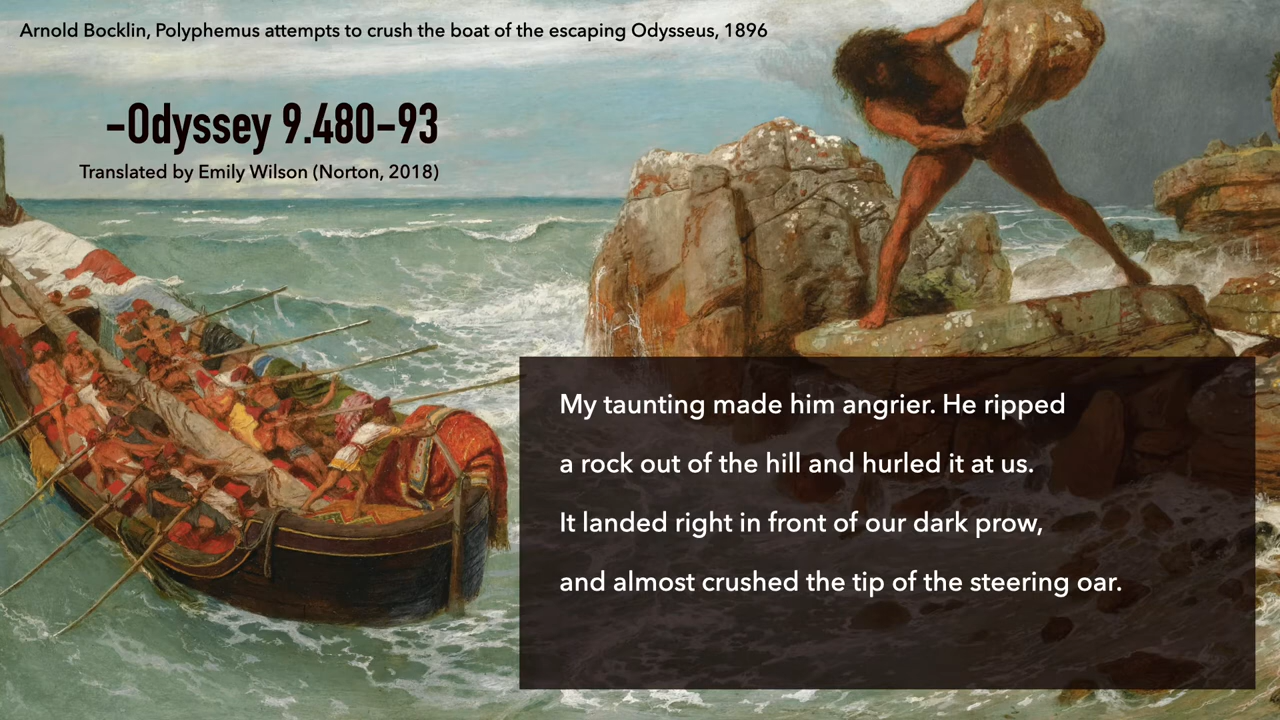 Arnold Bocklin, Polyphemus attempts to crush the boat of the escaping Odysseus, 1896
–Odyssey 9.480–93
Translated by Emily Wilson (Norton, 2018)
My taunting made him angrier. He ripped
a rock out of the hill and hurled it at us.
It landed right in front of our dark prow,
and almost crushed the tip of the steering oar.